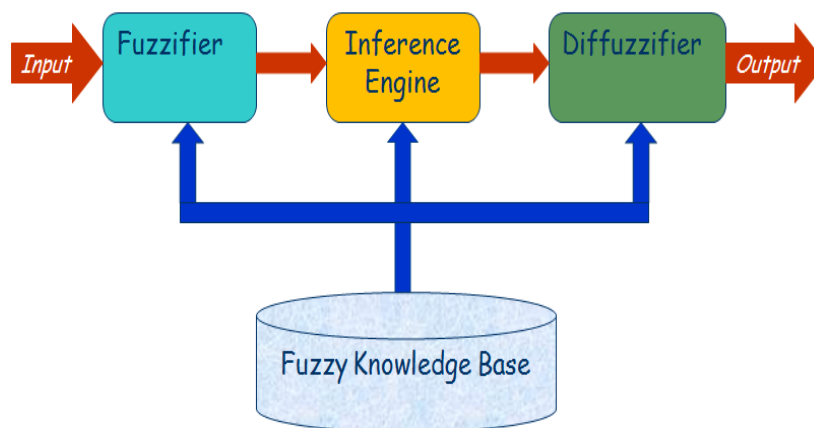 Input
Fuzzifier
Inference
Engine
Diffuzzifier
Output
Fuzzy Knowledge Base